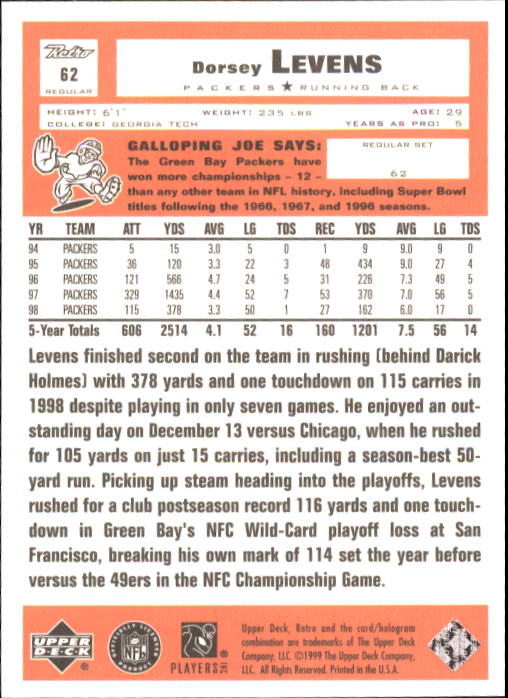 Retro
62
REGULAR
Dorsey LEVENS
PACKERS ★ RUNNING BACK
HEIGHT: 6'1" WEIGHT: 235 LBS AGE: 29
COLLEGE: GEORGIA TECH YEARS AS PRO: 5
GALLOPING JOE SAYS:
The Green Bay Packers have
won more championships - 12 -
than any other team in NFL history, including Super Bowl
titles following the 1966, 1967, and 1996 seasons.
REGULAR SET
62
YR TEAM ATT YDS AVG LG TDS REC YDS AVG LG TDS
94 PACKERS 5 15 3.0 5 0 1 9 9.0 9 0
95 PACKERS 36 120 3.3 22 3 48 434 9.0 27 4
96 PACKERS 121 566 4.7 24 5 31 226 7.3 49 5
97 PACKERS 329 1435 4.4 52 7 53 370 7.0 56 5
98 PACKERS 115 378 3.3 50 1 27 162 6.0 17 0
5-Year Totals 606 2514 4.1 52 16 160 1201 7.5 56 14
Levens finished second on the team in rushing (behind Darick
Holmes) with 378 yards and one touchdown on 115 carries in
1998 despite playing in only seven games. He enjoyed an out-
standing day on December 13 versus Chicago, when he rushed
for 105 yards on just 15 carries, including a season-best 50-
yard run. Picking up steam heading into the playoffs, Levens
rushed for a club postseason record 116 yards and one touch-
down in Green Bay's NFC Wild-Card playoff loss at San
Francisco, breaking his own mark of 114 set the year before
versus the 49ers in the NFC Championship Game.
UPPER
DECK
®
OFFICIALLY LICENSED
PRODUCT
NFL
PLAYERS INC
®
Upper Deck, Retro and the card/hologram
combination are trademarks of The Upper Deck
Company, LLC. ©1999 The Upper Deck Company,
LLC. All Rights Reserved. Printed in the U.S.A.